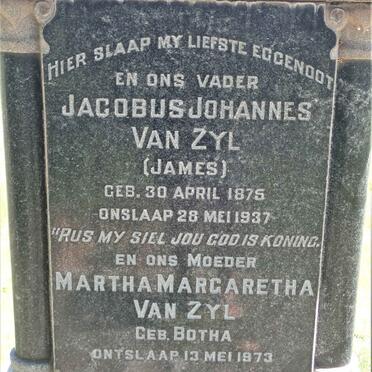 HIER SLAAP MY LIEFSTE EGGENOOT
EN ONS VADER
JACOBUS JOHANNES
VAN ZYL
(JAMES)
GEB. 30 APRIL 1875
ONSLAAP 28 MEI 1937
"RUS MY SIEL JOU GOD IS KONING.
EN ONS MOEDER
MARTHA MARGARETHA
VAN ZYL
GEB. BOTHA
ONTSLAAP 13 MEI 1973